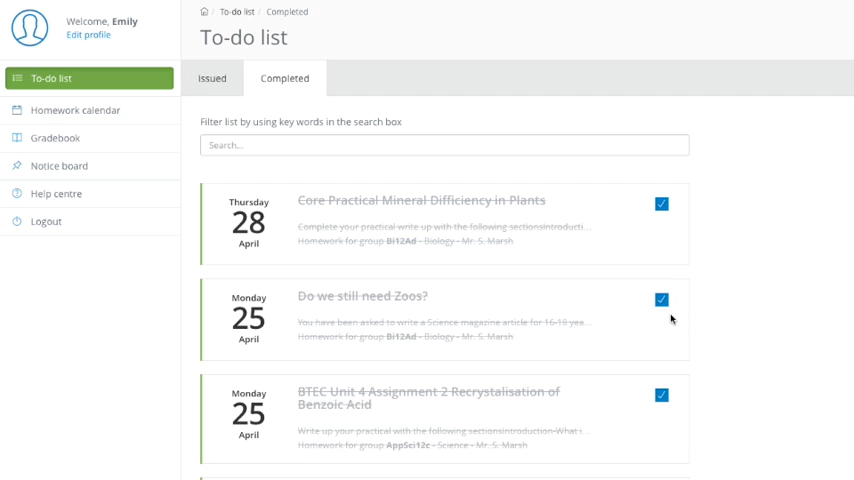 Welcome, Emily
Edit profile
To-do list
Homework calendar
Gradebook
Notice board
Help centre
Logout
/ To-do list / Completed
To-do list
Issued
Completed
Filter list by using key words in the search box
Search...
Thursday
28
April
Core Practical Mineral Difficiency in Plants
Complete your practical write up with the following sectionsIntroducti...
Homework for group Bi12Ad - Biology - Mr. S. Marsh
Monday
25
April
Do we still need Zoos?
You have been asked to write a Science magazine article for 16-18 yea...
Homework for group Bi12Ad - Biology - Mr. S. Marsh
Monday
25
April
BTEC Unit 4 Assignment 2 Recrystalisation of
Benzoic Acid
Write up your practical with the following sectionsIntroduction-What i...
Homework for group AppSci12c - Science - Mr. S. Marsh